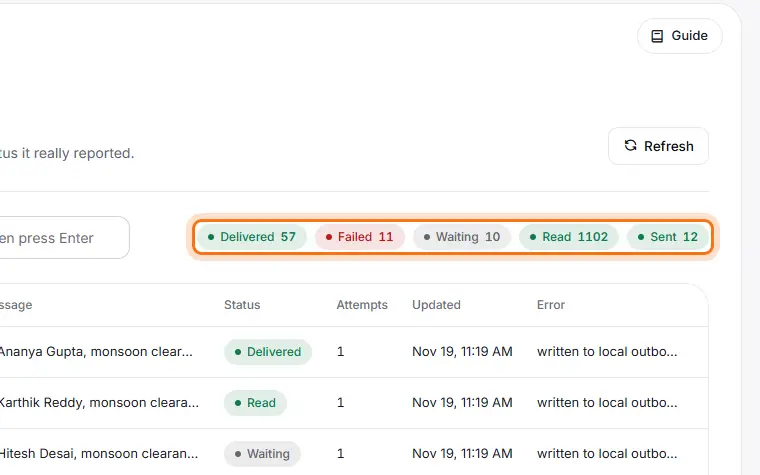 Guide
tus it really reported.
Refresh
en press Enter
Delivered 57 Failed 11 Waiting 10 Read 1102 Sent 12
ssage Status Attempts Updated Error
Ananya Gupta, monsoon clear... Delivered 1 Nov 19, 11:19 AM written to local outbo...
Karthik Reddy, monsoon cleara... Read 1 Nov 19, 11:19 AM written to local outbo...
Hitesh Desai, monsoon clearan... Waiting 1 Nov 19, 11:19 AM written to local outbo...